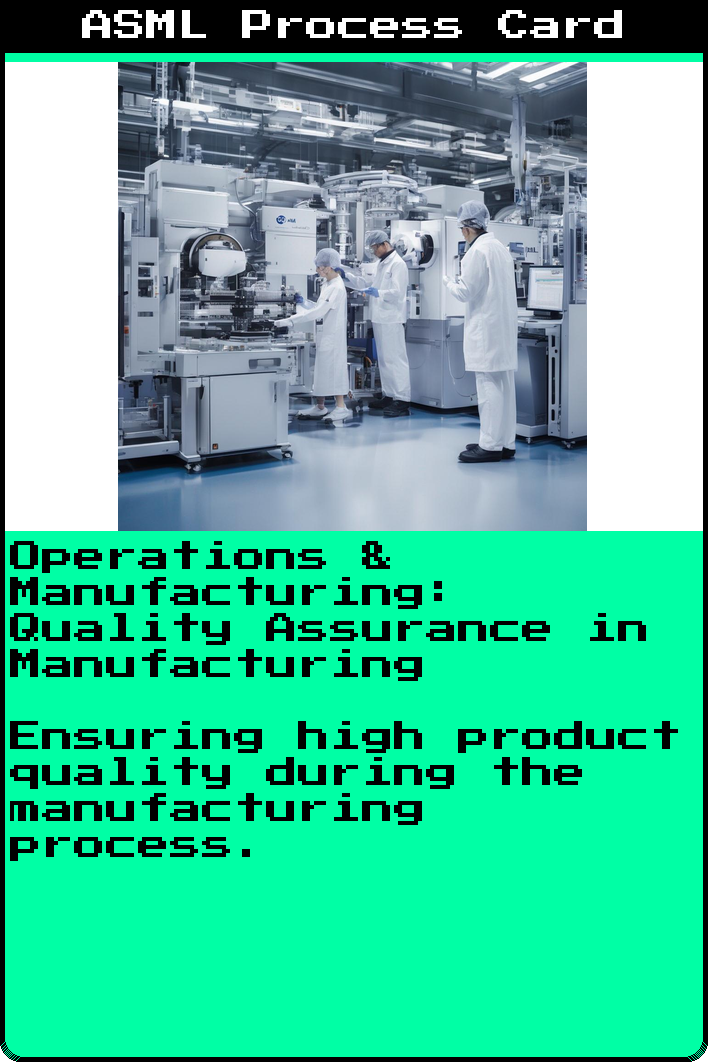 ASML Process Card
Operations &
Manufacturing:
Quality Assurance in
Manufacturing
Ensuring high product
quality during the
manufacturing
process.